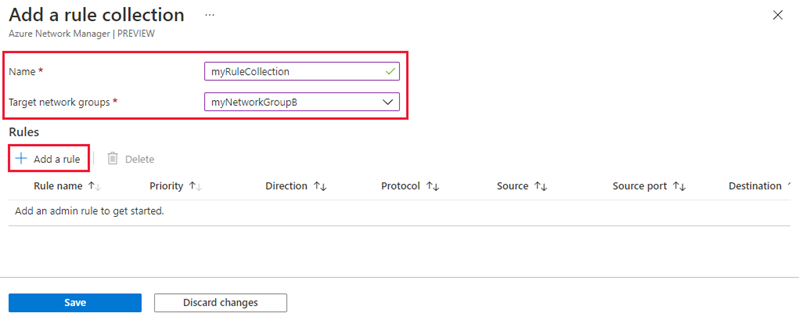 Add a rule collection ...
Azure Network Manager | PREVIEW
Name * myRuleCollection
Target network groups * myNetworkGroupB
Rules
+ Add a rule | Delete
Rule name ↑↓ Priority ↑↓ Direction ↑↓ Protocol ↑↓ Source ↑↓ Source port ↑↓ Destination ↑
Add an admin rule to get started.
Save Discard changes